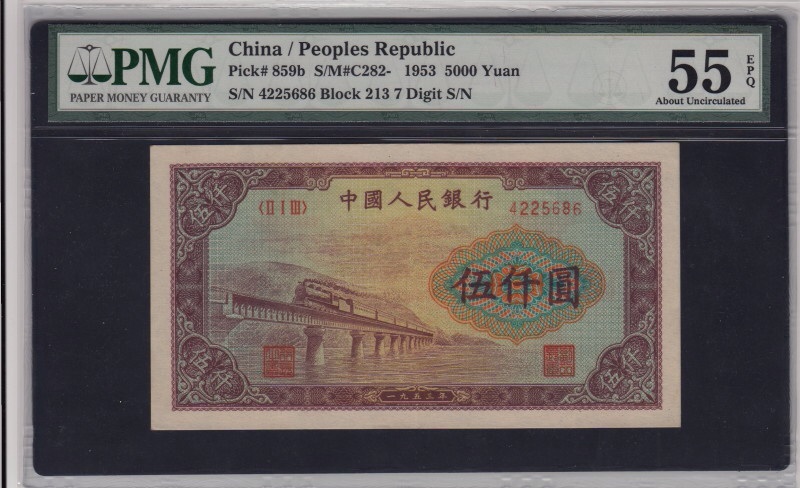 PMG
PAPER MONEY GUARANTY
China / Peoples Republic
Pick# 859b S/M#C282- 1953 5000 Yuan
S/N 4225686 Block 213 7 Digit S/N
55 EPQ
About Uncirculated
伍仟
伍仟
〈II I III〉
中國人民銀行
4225686
伍仟圓
伍仟
伍仟
一九五三年